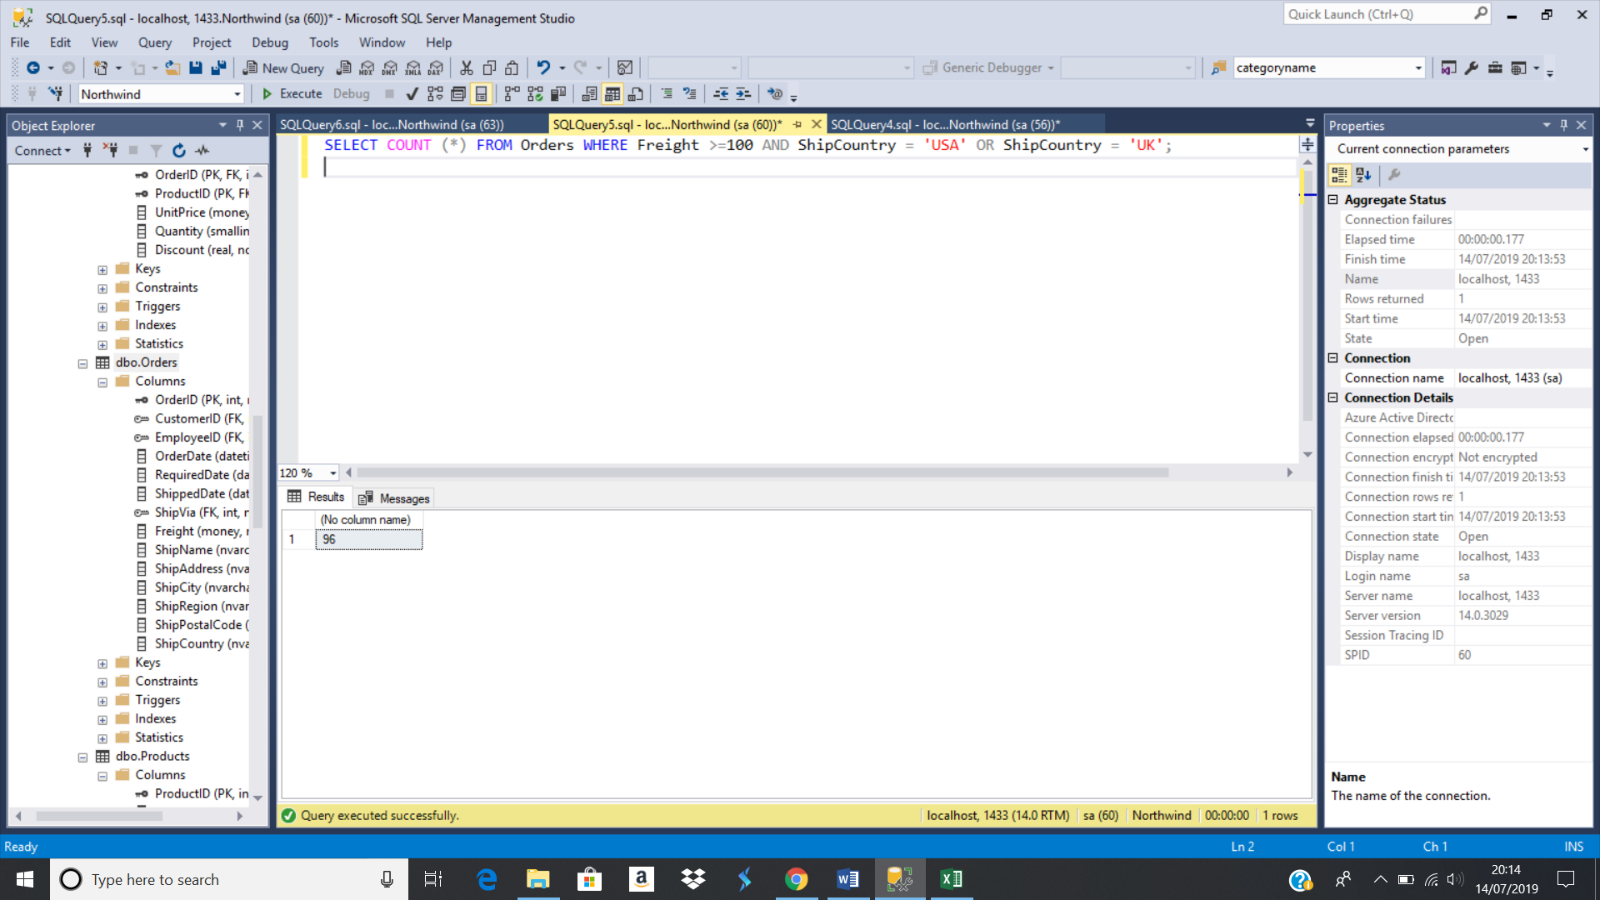 SQLQuery5.sql - localhost, 1433.Northwind (sa (60))* - Microsoft SQL Server Management Studio
Quick Launch (Ctrl+Q)
File Edit View Query Project Debug Tools Window Help
New Query MDX DMX XMLA DAX Generic Debugger categoryname
Northwind Execute Debug
Object Explorer
Connect
OrderID (PK, FK, i
ProductID (PK, FK
UnitPrice (money
Quantity (smallin
Discount (real, nc
Keys
Constraints
Triggers
Indexes
Statistics
dbo.Orders
Columns
OrderID (PK, int, r
CustomerID (FK,
EmployeeID (FK,
OrderDate (dateti
RequiredDate (da
ShippedDate (dat
ShipVia (FK, int, r
Freight (money, r
ShipName (nvarc
ShipAddress (nva
ShipCity (nvarcha
ShipRegion (nvar
ShipPostalCode (
ShipCountry (nva
Keys
Constraints
Triggers
Indexes
Statistics
dbo.Products
Columns
ProductID (PK, in
SQLQuery6.sql - loc...Northwind (sa (63)) SQLQuery5.sql - loc...Northwind (sa (60))* SQLQuery4.sql - loc...Northwind (sa (56))*
SELECT COUNT (*) FROM Orders WHERE Freight >=100 AND ShipCountry = 'USA' OR ShipCountry = 'UK';
120 %
Results Messages
(No column name)
1 96
Query executed successfully. localhost, 1433 (14.0 RTM) sa (60) Northwind 00:00:00 1 rows
Properties
Current connection parameters
Aggregate Status
Connection failures
Elapsed time 00:00:00.177
Finish time 14/07/2019 20:13:53
Name localhost, 1433
Rows returned 1
Start time 14/07/2019 20:13:53
State Open
Connection
Connection name localhost, 1433 (sa)
Connection Details
Azure Active Directo
Connection elapsed 00:00:00.177
Connection encrypt Not encrypted
Connection finish ti 14/07/2019 20:13:53
Connection rows re 1
Connection start tin 14/07/2019 20:13:53
Connection state Open
Display name localhost, 1433
Login name sa
Server name localhost, 1433
Server version 14.0.3029
Session Tracing ID
SPID 60
Name
The name of the connection.
Ready Ln 2 Col 1 Ch 1 INS
Type here to search
20:14
14/07/2019